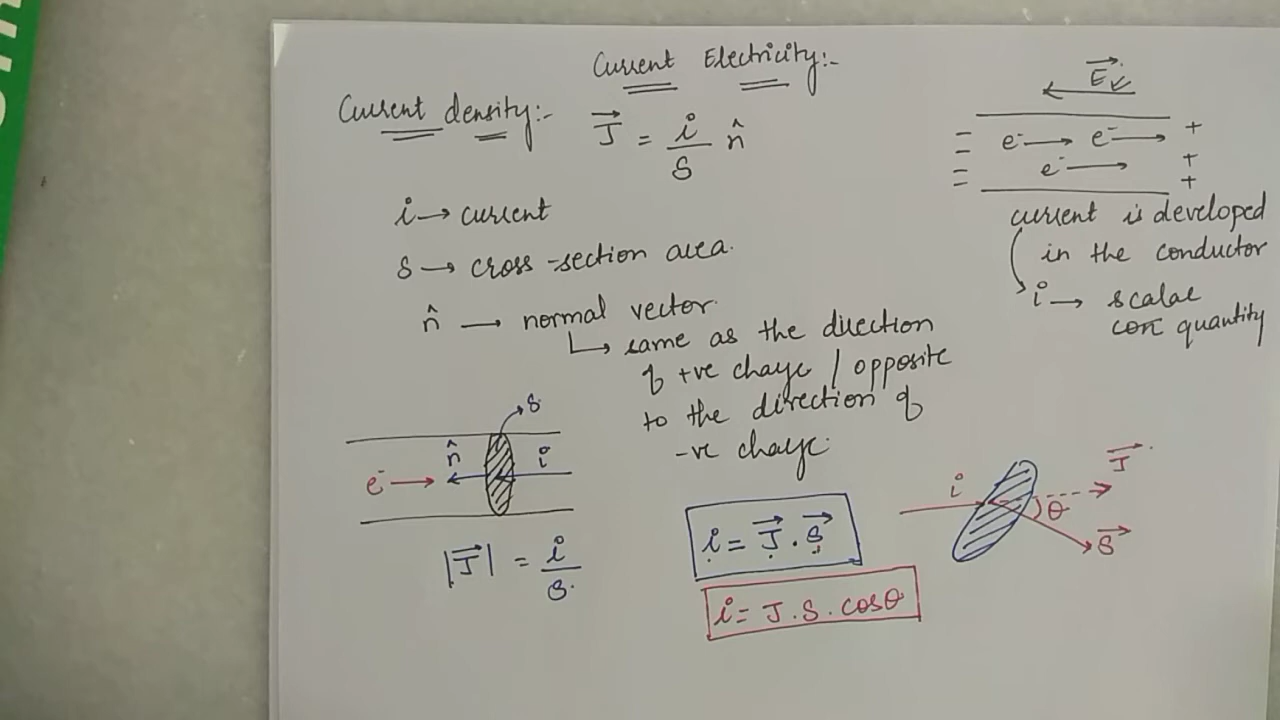 Current Electricity:-
Current density:- J⃗ = i/S n̂
i → current
s → cross-section area.
n̂ → normal vector.
↳ same as the direction
of +ve charge / opposite
to the direction of
-ve charge.
E⃗
e⁻ → e⁻ → +
e⁻ → +
+
current is developed
in the conductor
i → scalar
quantity
s
e⁻ → n̂ i
|J⃗| = i/s.
i = J⃗ . S⃗
i = J . S . cosθ
i J⃗
θ
S⃗